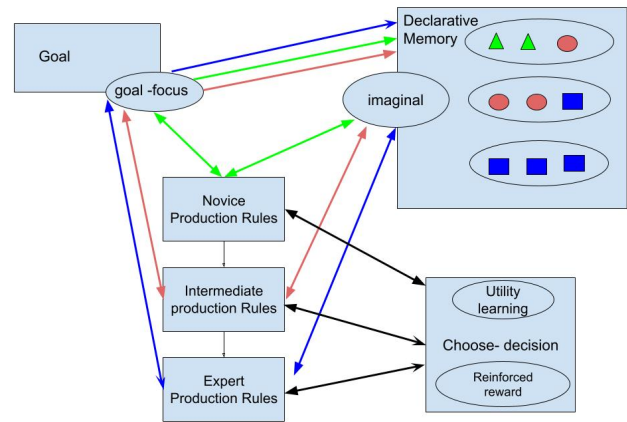 Goal
goal -focus
Declarative
Memory
imaginal
Novice
Production Rules
Intermediate
production Rules
Expert
Production Rules
Utility
learning
Choose- decision
Reinforced
reward